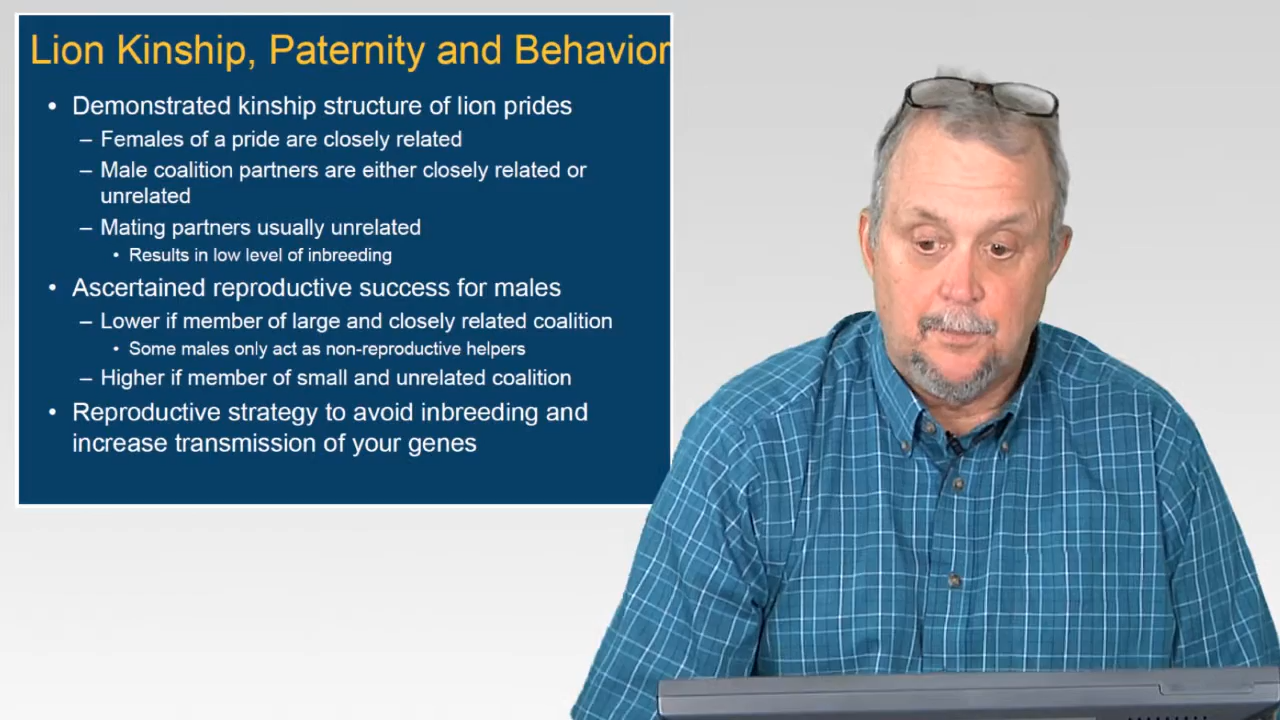 Lion Kinship, Paternity and Behavior
• Demonstrated kinship structure of lion prides
– Females of a pride are closely related
– Male coalition partners are either closely related or
unrelated
– Mating partners usually unrelated
• Results in low level of inbreeding
• Ascertained reproductive success for males
– Lower if member of large and closely related coalition
• Some males only act as non-reproductive helpers
– Higher if member of small and unrelated coalition
• Reproductive strategy to avoid inbreeding and
increase transmission of your genes